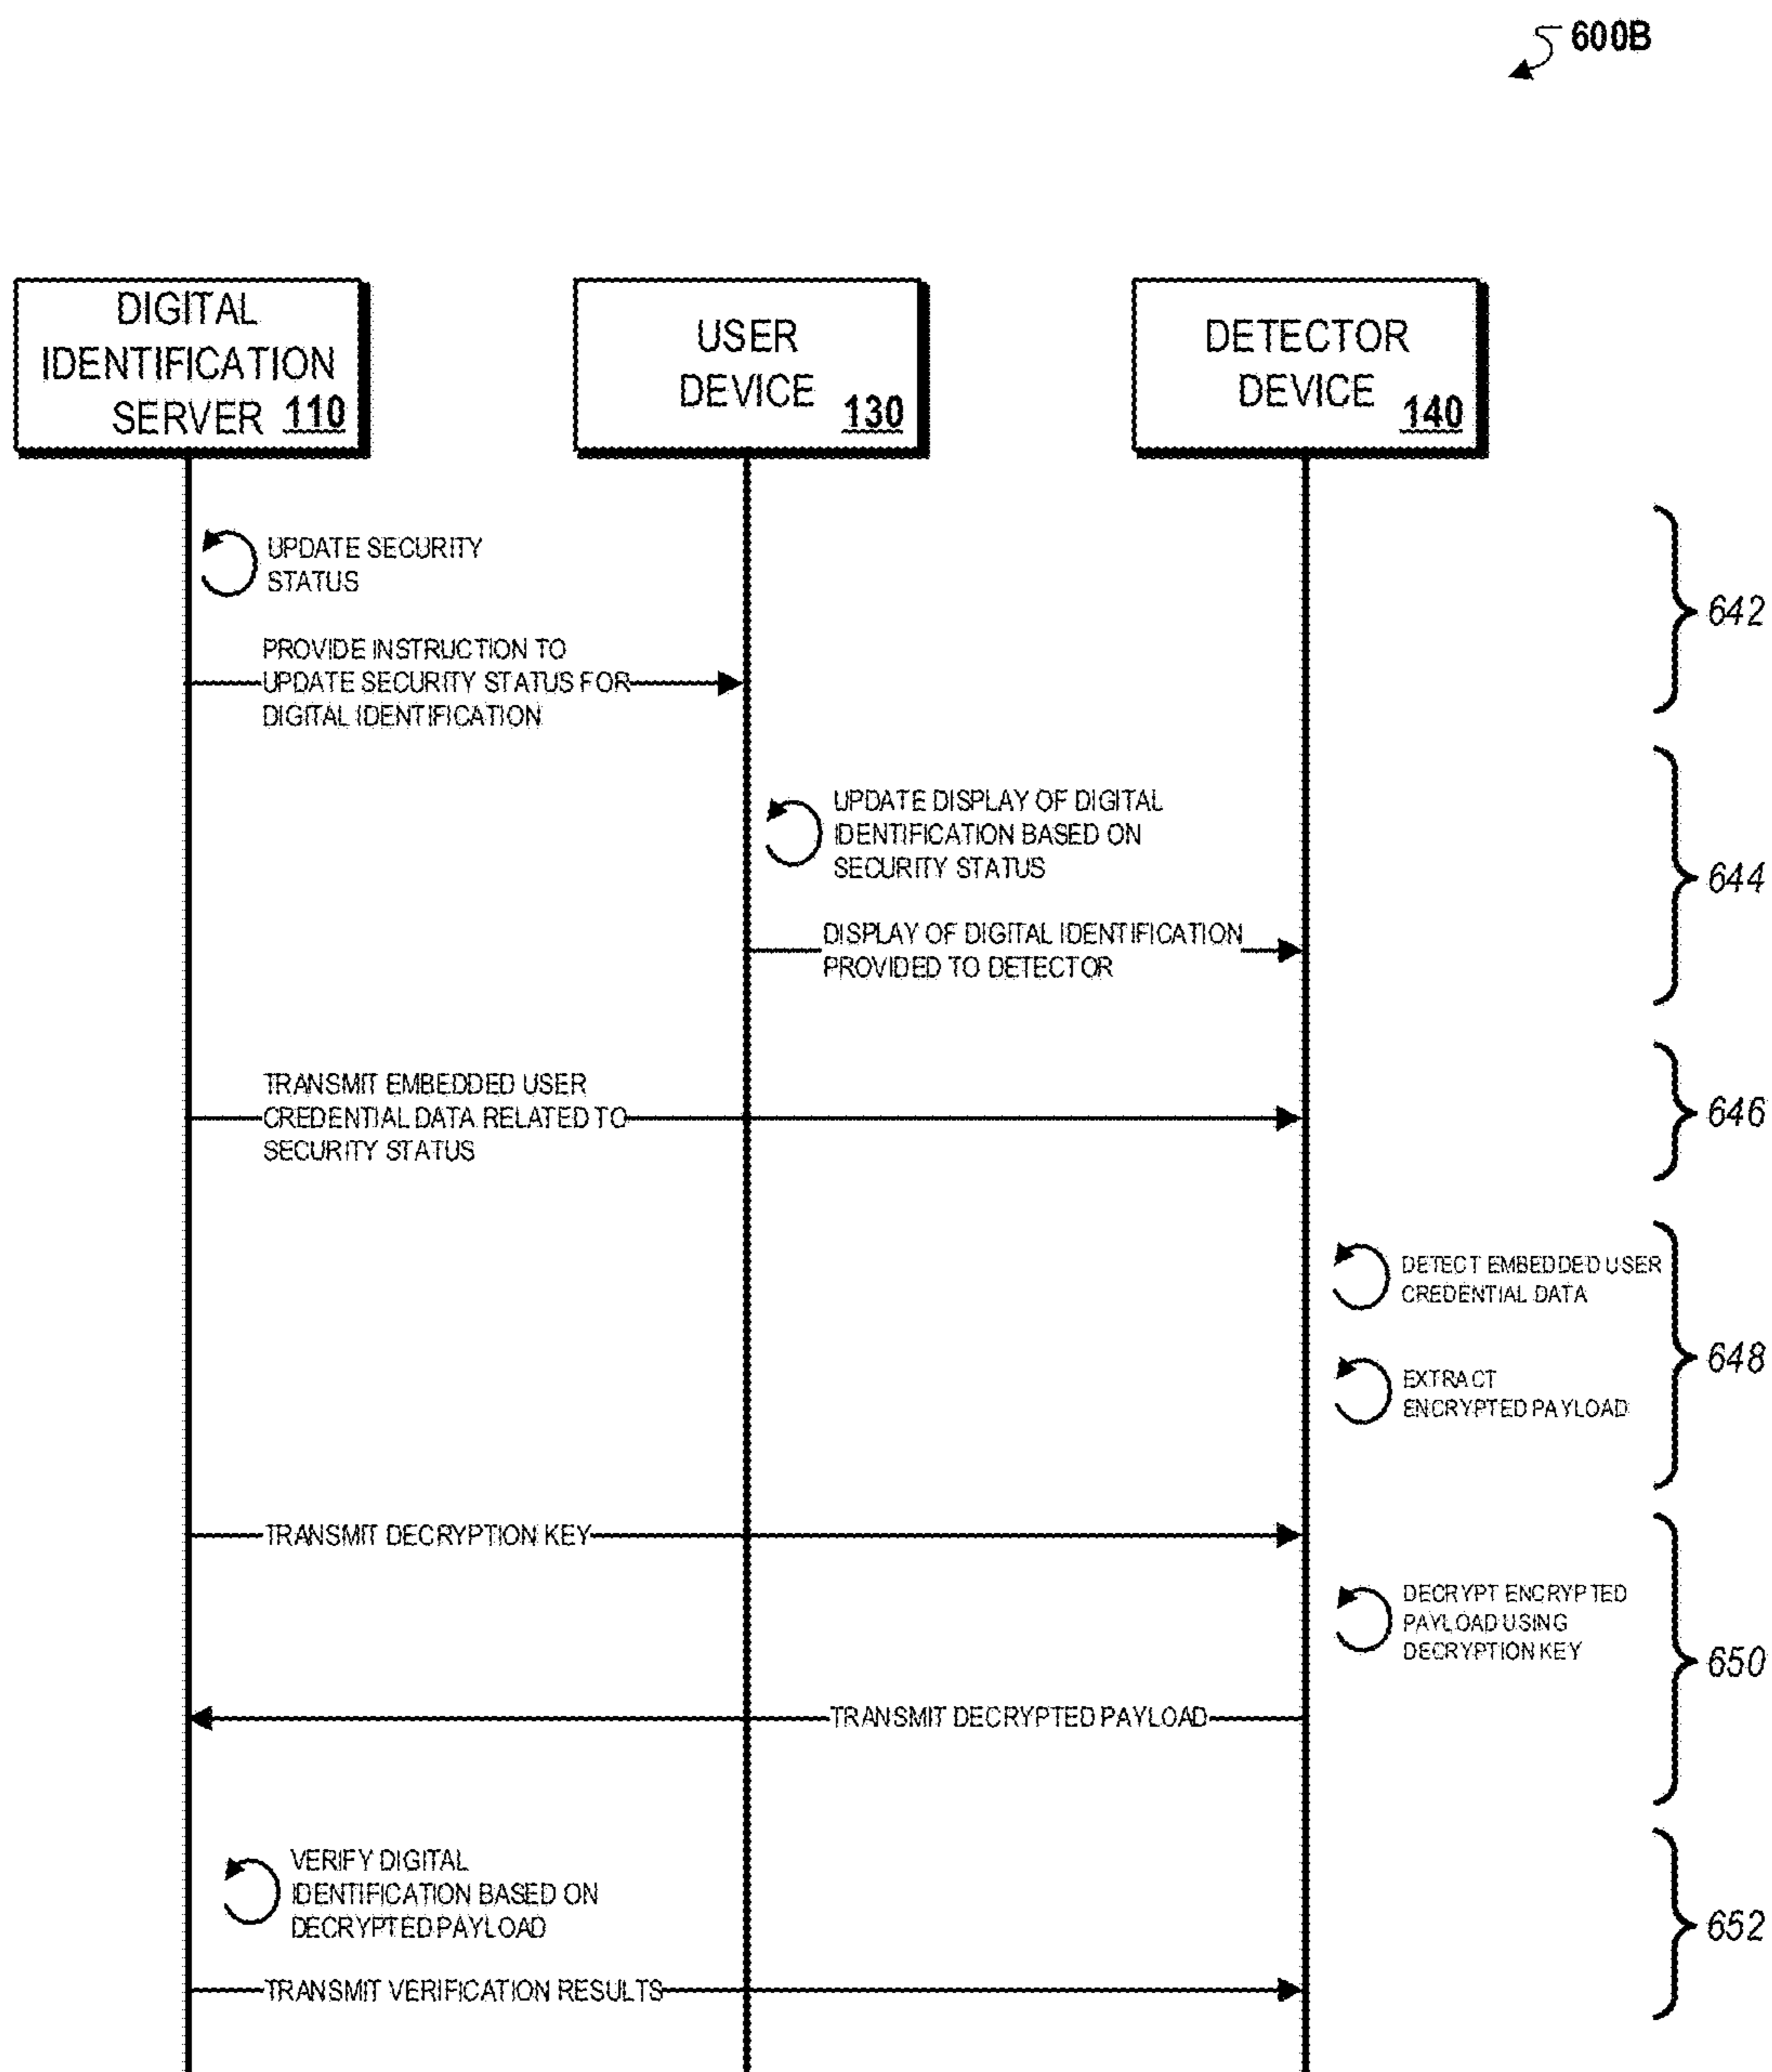 600B
DIGITAL
IDENTIFICATION
SERVER 110
USER
DEVICE 130
DETECTOR
DEVICE 140
UPDATE SECURITY
STATUS
642
PROVIDE INSTRUCTION TO
UPDATE SECURITY STATUS FOR
DIGITAL IDENTIFICATION
UPDATE DISPLAY OF DIGITAL
IDENTIFICATION BASED ON
SECURITY STATUS
644
DISPLAY OF DIGITAL IDENTIFICATION
PROVIDED TO DETECTOR
TRANSMIT EMBEDDED USER
CREDENTIAL DATA RELATED TO
SECURITY STATUS
646
DETECT EMBEDDED USER
CREDENTIAL DATA
648
EXTRACT
ENCRYPTED PAYLOAD
TRANSMIT DECRYPTION KEY
DECRYPT ENCRYPTED
PAYLOAD USING
DECRYPTION KEY
650
TRANSMIT DECRYPTED PAYLOAD
VERIFY DIGITAL
IDENTIFICATION BASED ON
DECRYPTED PAYLOAD
652
TRANSMIT VERIFICATION RESULTS